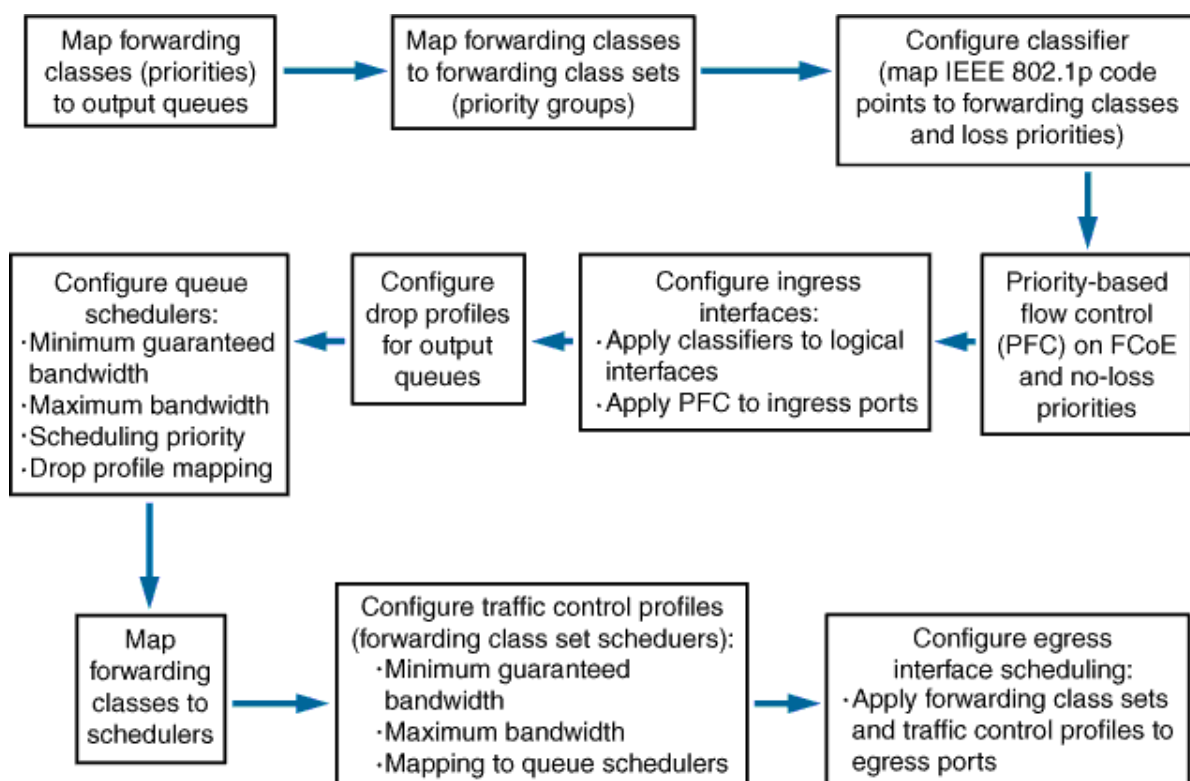 Map forwarding
classes (priorities)
to output queues
Map forwarding classes
to forwarding class sets
(priority groups)
Configure classifier
(map IEEE 802.1p code
points to forwarding classes
and loss priorities)
Priority-based
flow control
(PFC) on FCoE
and no-loss
priorities
Configure ingress
interfaces:
·Apply classifiers to logical
interfaces
·Apply PFC to ingress ports
Configure
drop profiles
for output
queues
Configure queue
schedulers:
·Minimum guaranteed
bandwidth
·Maximum bandwidth
·Scheduling priority
·Drop profile mapping
Map
forwarding
classes to
schedulers
Configure traffic control profiles
(forwarding class set scheduers):
·Minimum guaranteed
bandwidth
·Maximum bandwidth
·Mapping to queue schedulers
Configure egress
interface scheduling:
·Apply forwarding class sets
and traffic control profiles to
egress ports